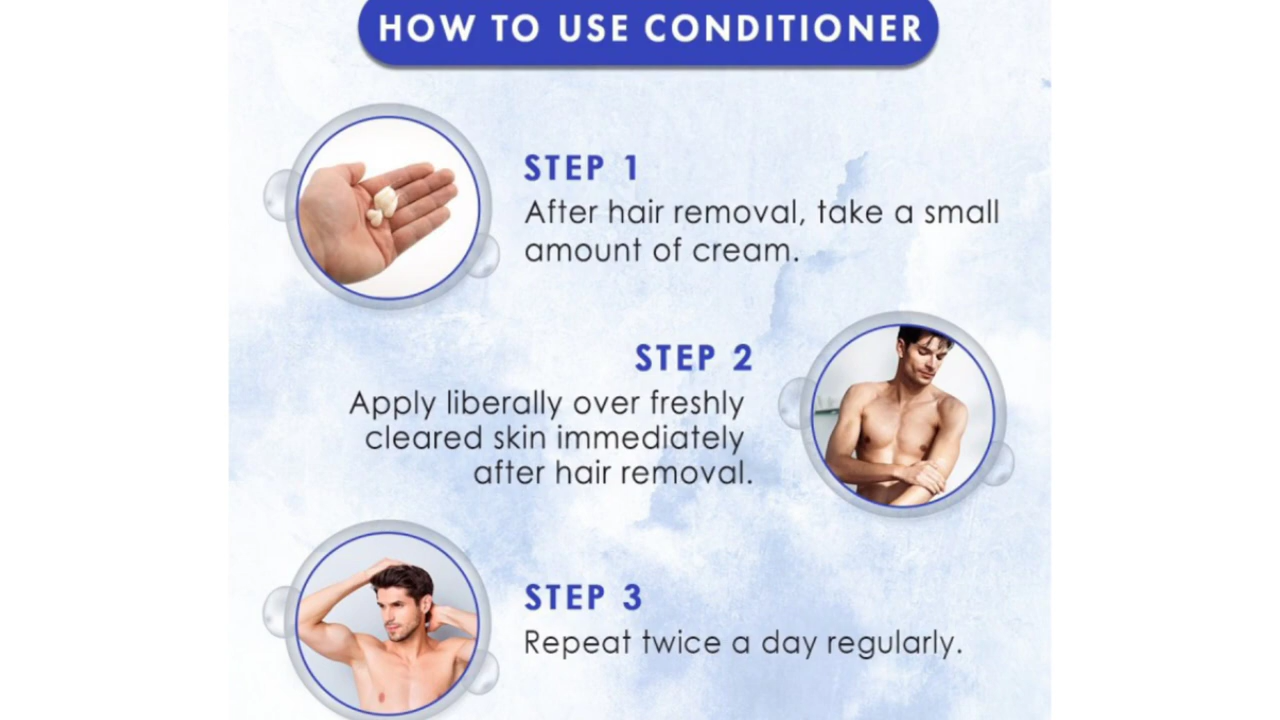 HOW TO USE CONDITIONER
STEP 1
After hair removal, take a small
amount of cream.
STEP 2
Apply liberally over freshly
cleared skin immediately
after hair removal.
STEP 3
Repeat twice a day regularly.